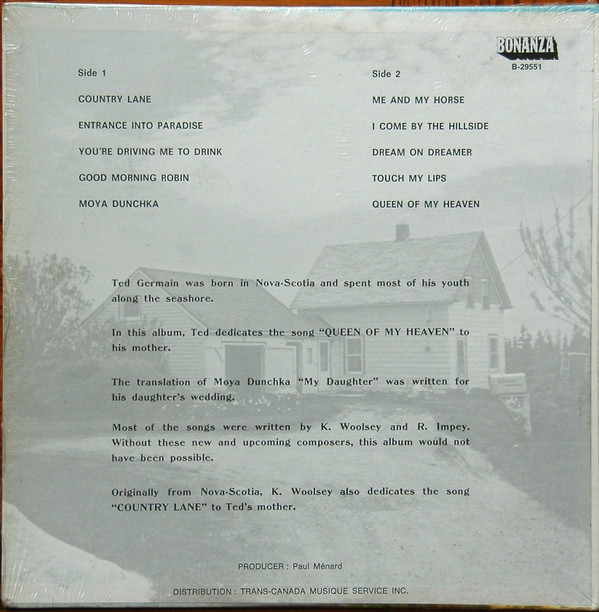 BONANZA
B-29551
Side 1
COUNTRY LANE
ENTRANCE INTO PARADISE
YOU'RE DRIVING ME TO DRINK
GOOD MORNING ROBIN
MOYA DUNCHKA
Side 2
ME AND MY HORSE
I COME BY THE HILLSIDE
DREAM ON DREAMER
TOUCH MY LIPS
QUEEN OF MY HEAVEN
Ted Germain was born in Nova-Scotia and spent most of his youth
along the seashore.
In this album, Ted dedicates the song "QUEEN OF MY HEAVEN" to
his mother.
The translation of Moya Dunchka "My Daughter" was written for
his daughter's wedding.
Most of the songs were written by K. Woolsey and R. Impey.
Without these new and upcoming composers, this album would not
have been possible.
Originally from Nova-Scotia, K. Woolsey also dedicates the song
"COUNTRY LANE" to Ted's mother.
PRODUCER : Paul Ménard
DISTRIBUTION : TRANS-CANADA MUSIQUE SERVICE INC.